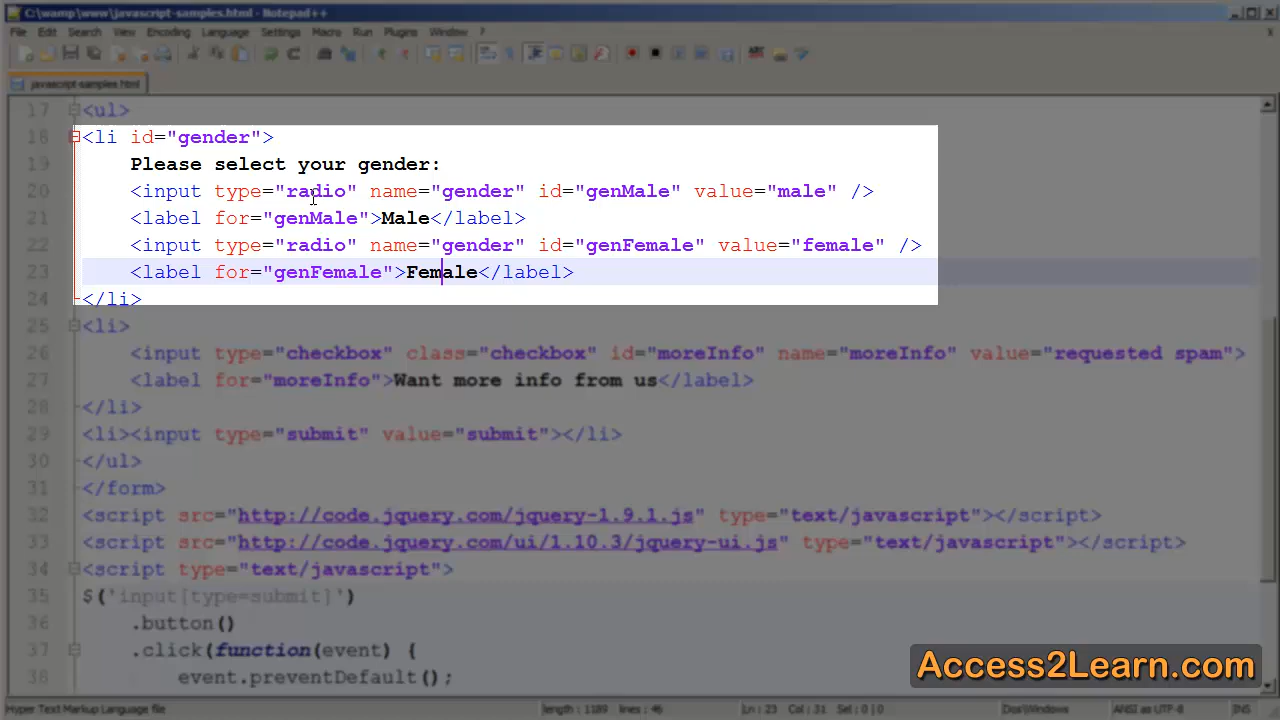 C:\wamp\www\javascript-samples.html - Notepad++
File Edit Search View Encoding Language Settings Macro Run Plugins Window ?
javascript-samples.html
17 <ul>
18 <li id="gender">
19 Please select your gender:
20 <input type="radio" name="gender" id="genMale" value="male" />
21 <label for="genMale">Male</label>
22 <input type="radio" name="gender" id="genFemale" value="female" />
23 <label for="genFemale">Female</label>
24 </li>
25 <li>
26 <input type="checkbox" class="checkbox" id="moreInfo" name="moreInfo" value="requested spam">
27 <label for="moreInfo">Want more info from us</label>
28 </li>
29 <li><input type="submit" value="submit"></li>
30 </ul>
31 </form>
32 <script src="http://code.jquery.com/jquery-1.9.1.js" type="text/javascript"></script>
33 <script src="http://code.jquery.com/ui/1.10.3/jquery-ui.js" type="text/javascript"></script>
34 <script type="text/javascript">
35 $('input[type=submit]')
36 .button()
37 .click(function(event) {
38 event.preventDefault();
Access2Learn.com
Hyper Text Markup Language file length : 1189 lines : 46 Ln : 23 Col : 31 Sel : 0 | 0 Dos\Windows ANSI as UTF-8 INS